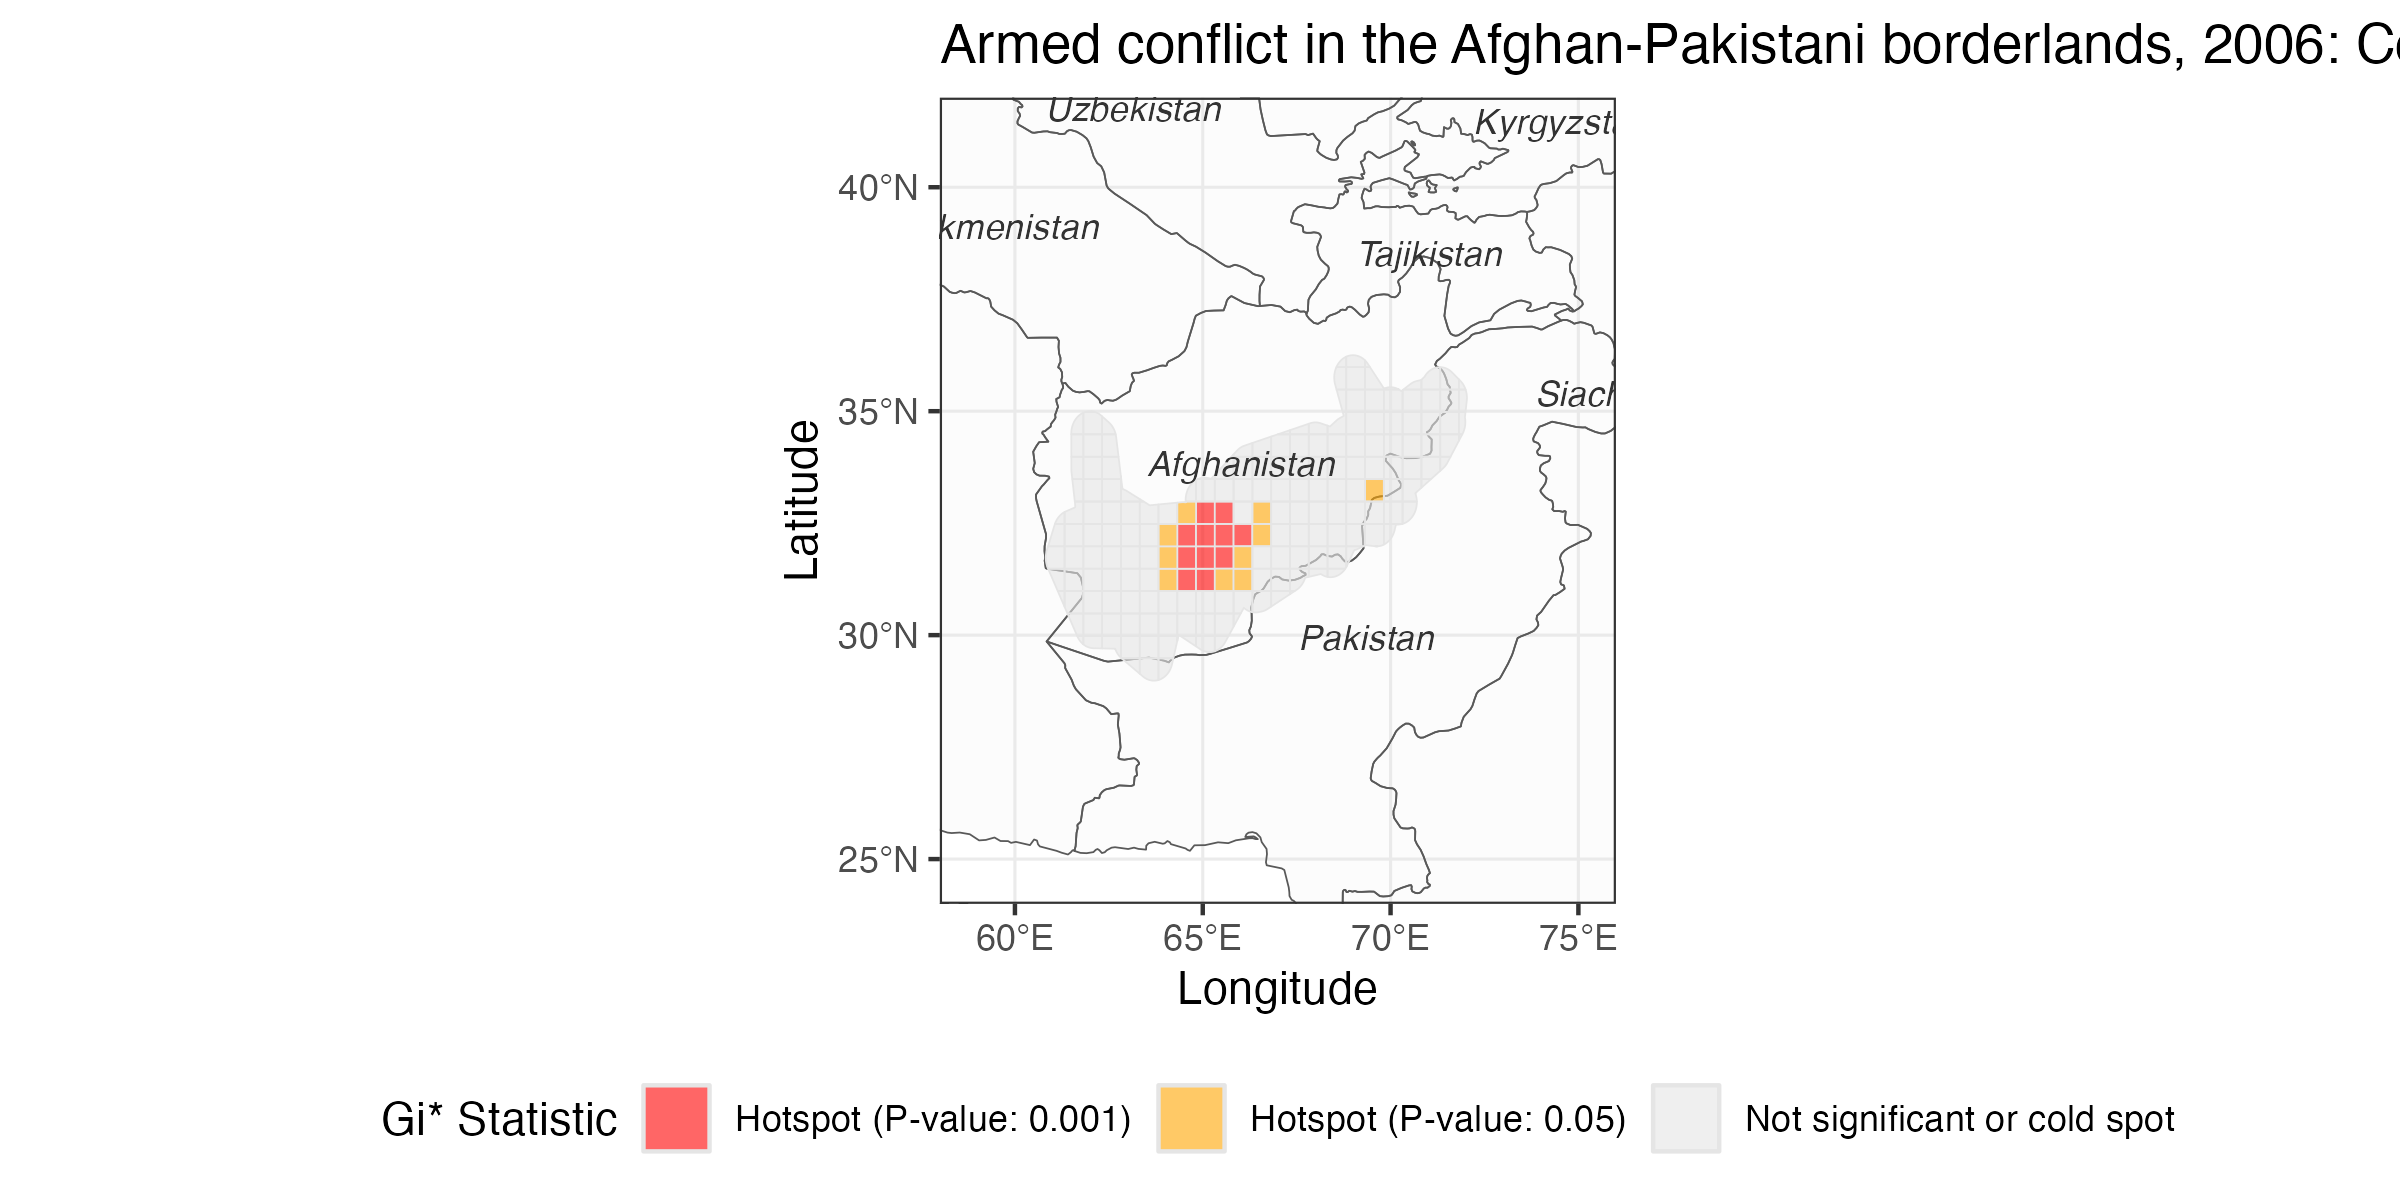 Armed conflict in the Afghan-Pakistani borderlands, 2006:
Uzbekistan
Kyrgyzst
40°N
kmenistan
Tajikistan
35°N
Siach
Afghanistan
Latitude
30°N
Pakistan
25°N
60°E 65°E 70°E 75°E
Longitude
Gi* Statistic Hotspot (P-value: 0.001) Hotspot (P-value: 0.05) Not significant or cold spot